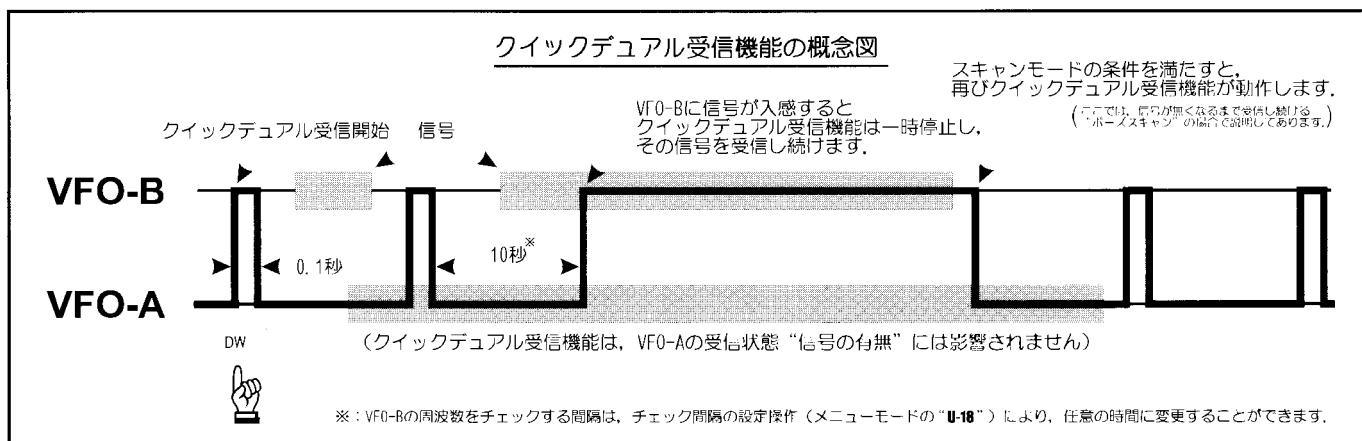 クイックデュアル受信機能の概念図
スキャンモードの条件を満たすと，
再びクイックデュアル受信機能が動作します．
（ここでは，信号が無くなるまで受信し続ける
“ポーズスキャン”の場合で説明してあります．）
VFO-Bに信号が入感すると
クイックデュアル受信機能は一時停止し，
その信号を受信し続けます．
クイックデュアル受信開始
信号
VFO-B
0.1秒
10秒※
VFO-A
DW
（クイックデュアル受信機能は，VFO-Aの受信状態“信号の有無”には影響されません）
※：VFO-Bの周波数をチェックする間隔は，チェック間隔の設定操作（メニューモードの“U-18”）により，任意の時間に変更することができます．